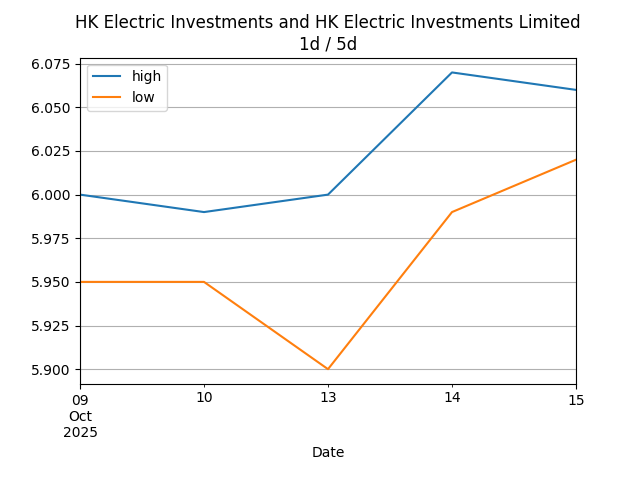 HK Electric Investments and HK Electric Investments Limited
1d / 5d
high
low
6.075
6.050
6.025
6.000
5.975
5.950
5.925
5.900
09 10 13 14 15
Oct
2025
Date